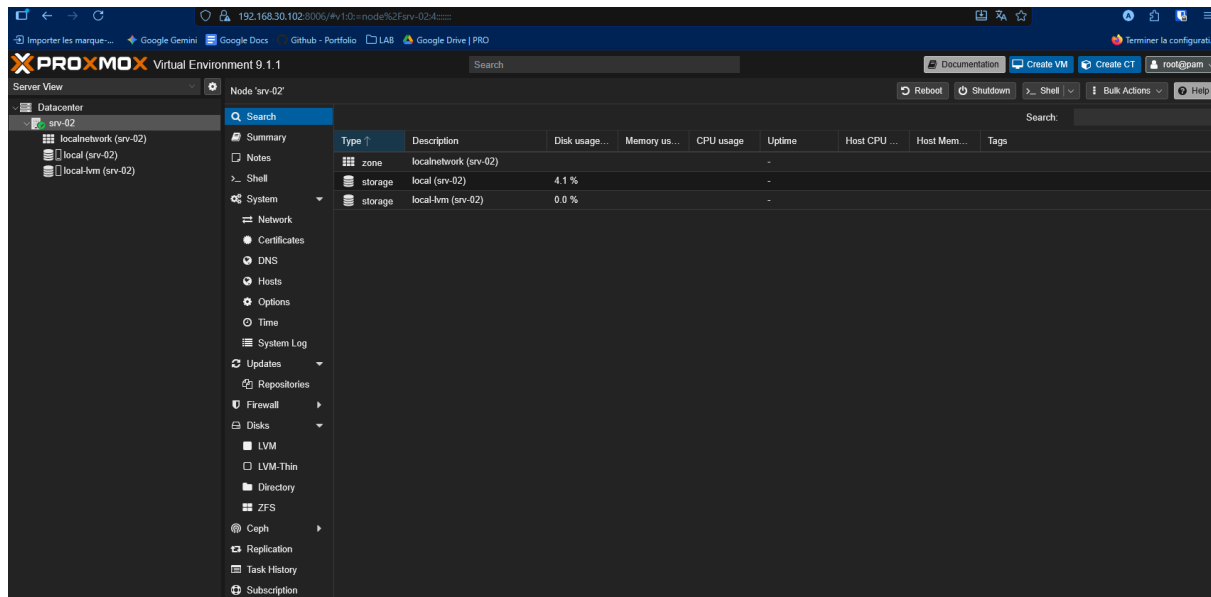 192.168.30.102:8006/#v1:0:=node%2Fsrv-02:4:::::::
Importer les marque-... Google Gemini Google Docs Github - Portfolio LAB Google Drive | PRO Terminer la configurati
PROXMOX Virtual Environment 9.1.1 Search Documentation Create VM Create CT root@pam
Server View Node 'srv-02' Reboot Shutdown Shell Bulk Actions Help
Datacenter
srv-02
localnetwork (srv-02)
local (srv-02)
local-lvm (srv-02)
Search
Summary
Notes
>_ Shell
System
Network
Certificates
DNS
Hosts
Options
Time
System Log
Updates
Repositories
Firewall
Disks
LVM
LVM-Thin
Directory
ZFS
Ceph
Replication
Task History
Subscription
Search:
Type ↑ Description Disk usage... Memory us... CPU usage Uptime Host CPU ... Host Mem... Tags
zone localnetwork (srv-02) -
storage local (srv-02) 4.1 % -
storage local-lvm (srv-02) 0.0 % -